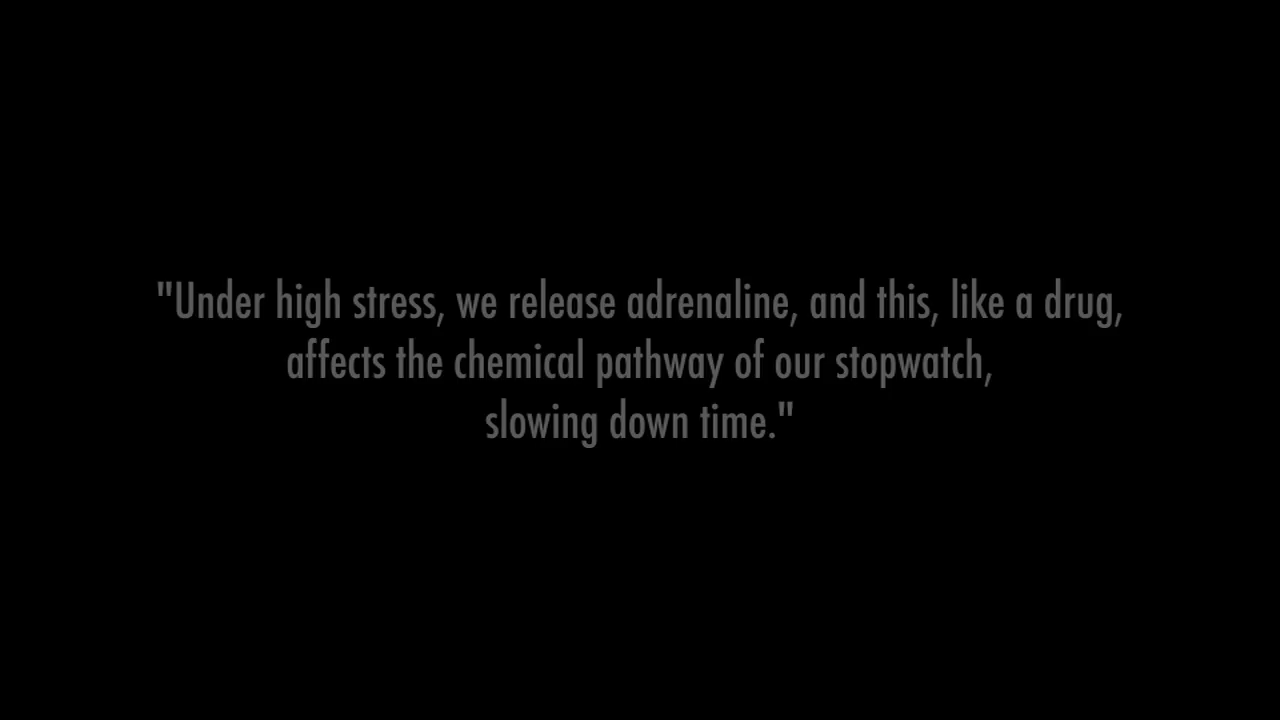 "Under high stress, we release adrenaline, and this, like a drug,
affects the chemical pathway of our stopwatch,
slowing down time."